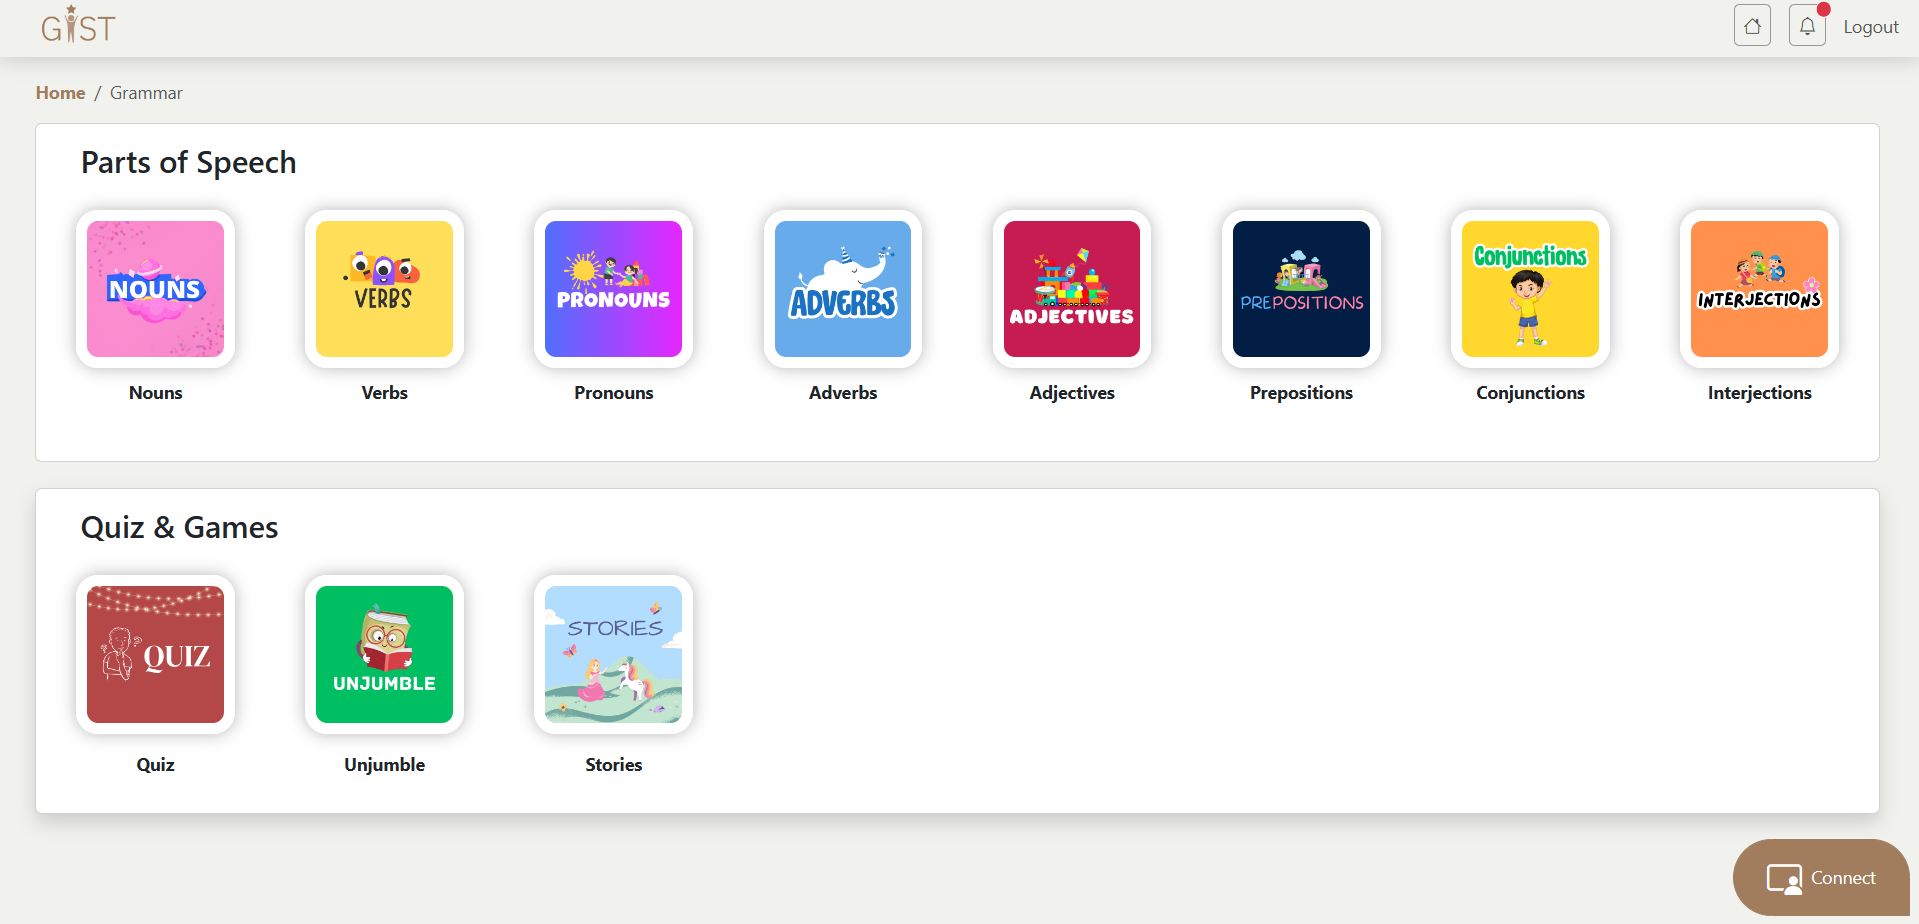 GIST
Logout
Home / Grammar
Parts of Speech
NOUNS
VERBS
PRONOUNS
ADVERBS
ADJECTIVES
PREPOSITIONS
Conjunctions
INTERJECTIONS
Nouns
Verbs
Pronouns
Adverbs
Adjectives
Prepositions
Conjunctions
Interjections
Quiz & Games
QUIZ
UNJUMBLE
STORIES
Quiz
Unjumble
Stories
Connect